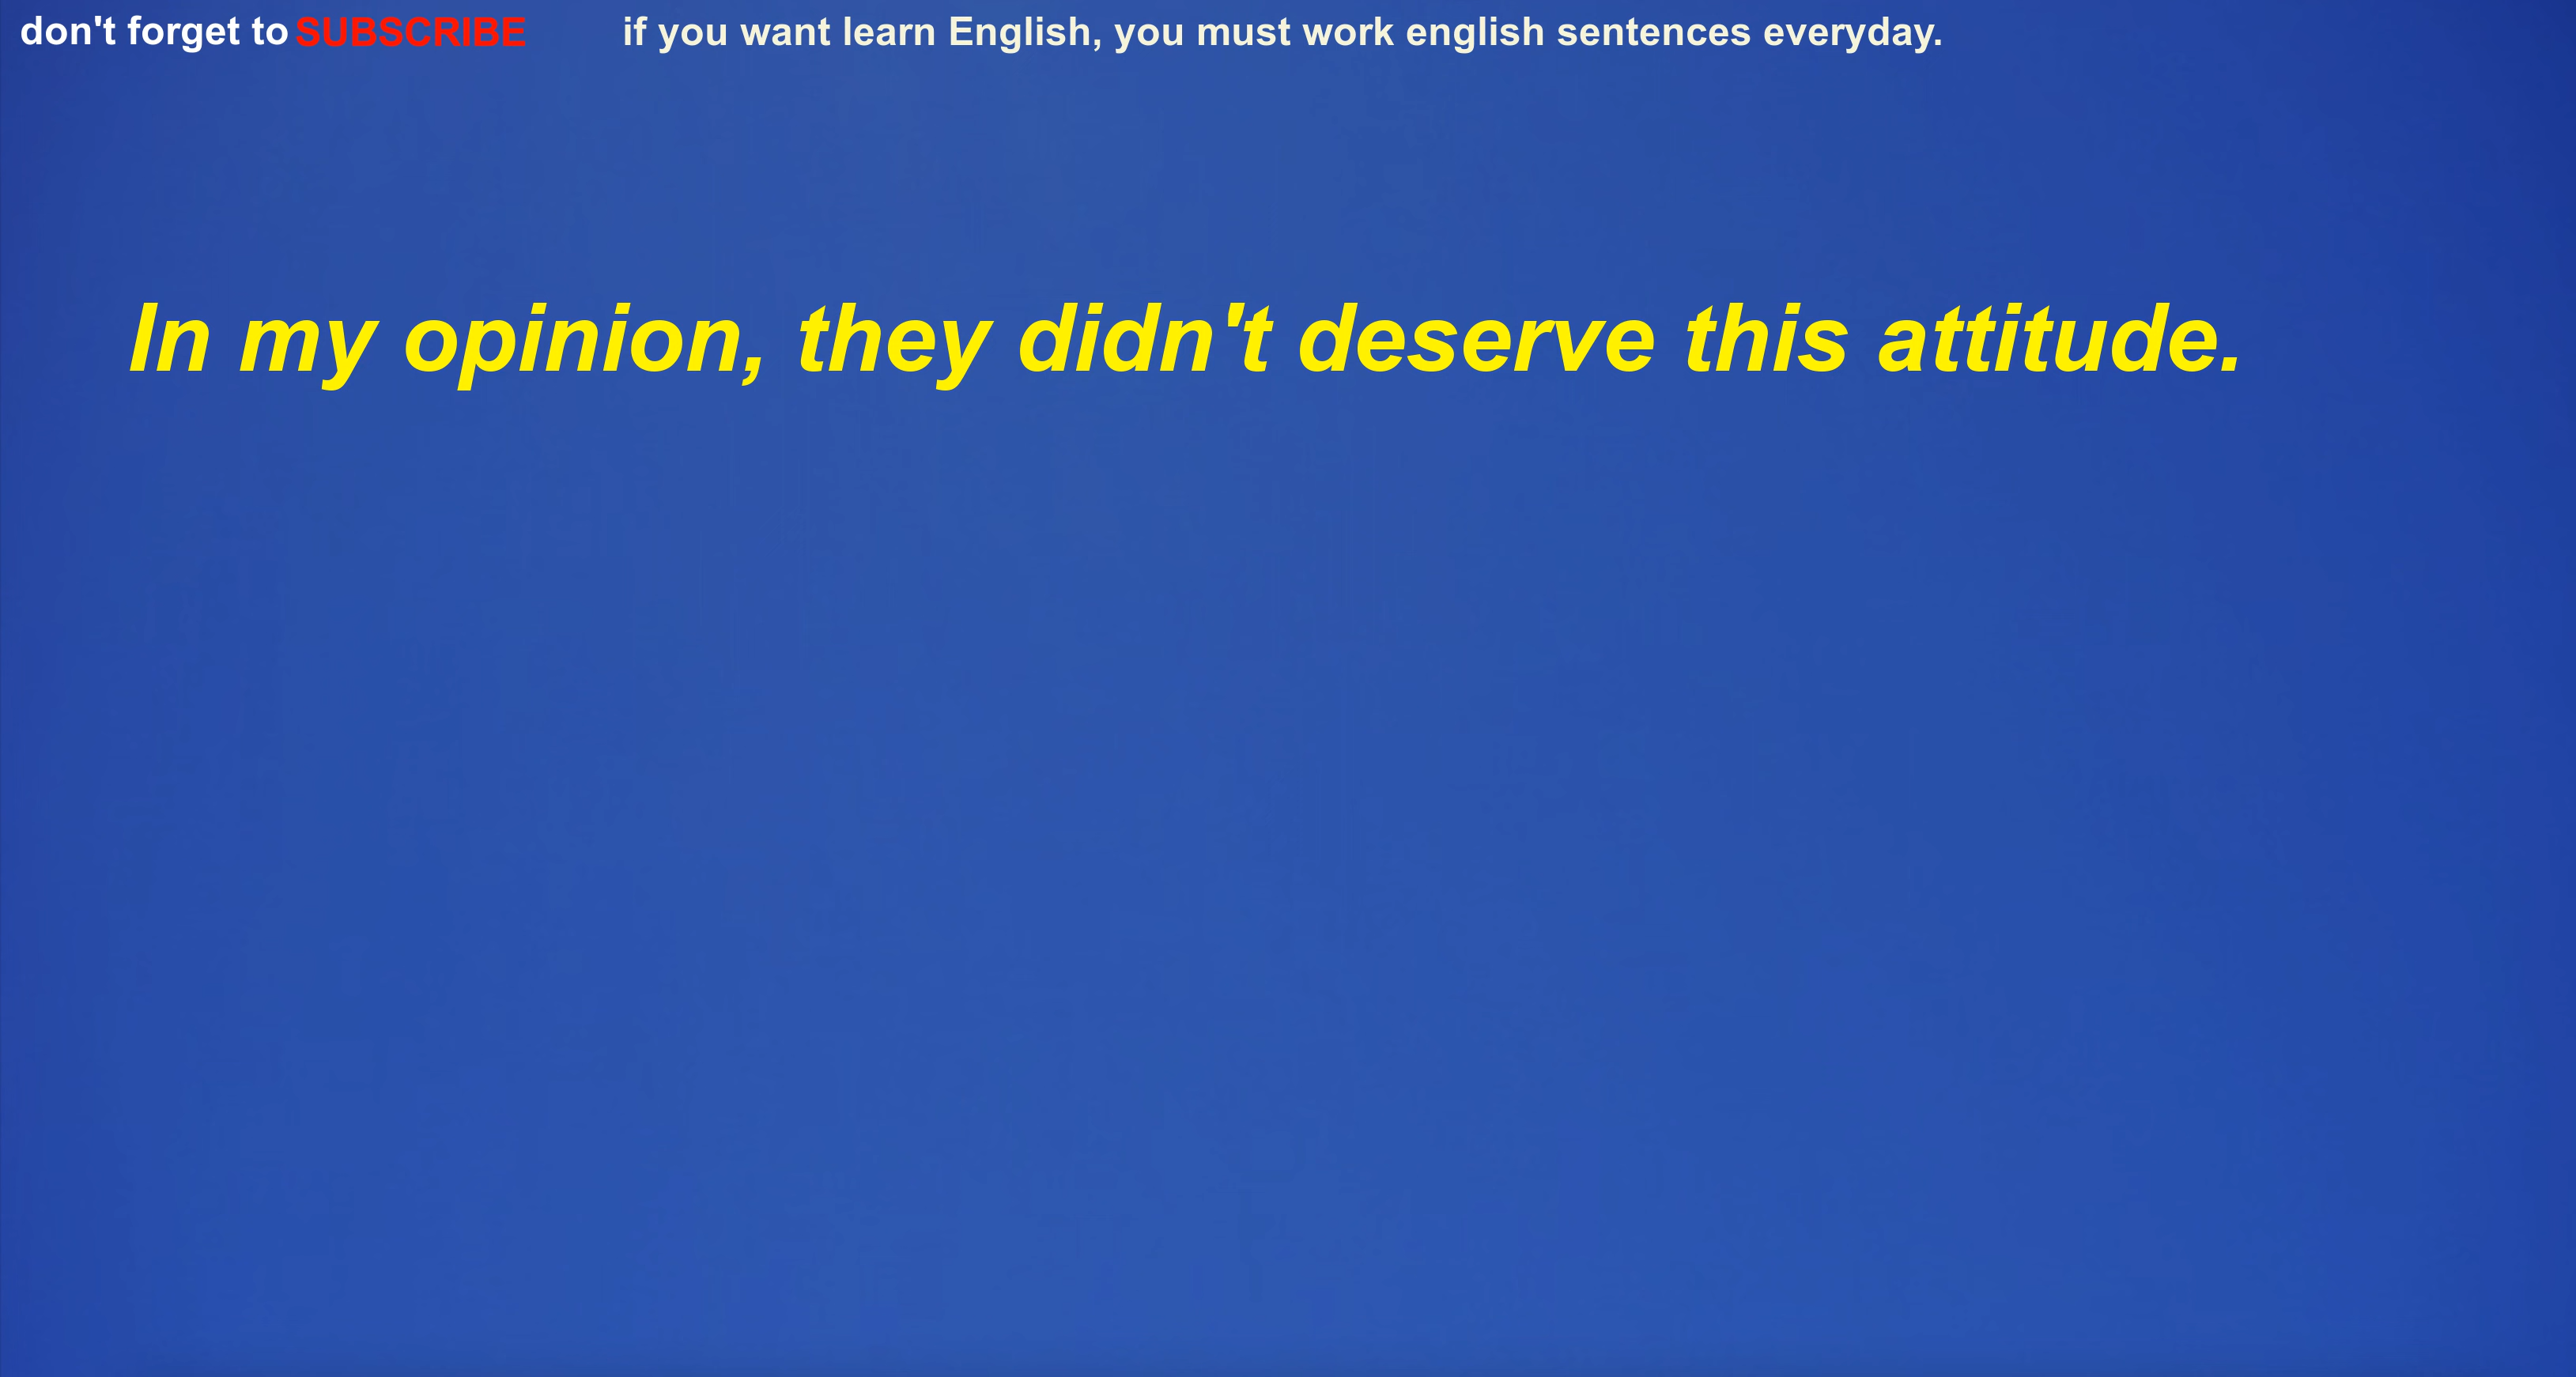 don't forget to SUBSCRIBE if you want learn English, you must work english sentences everyday.
In my opinion, they didn't deserve this attitude.